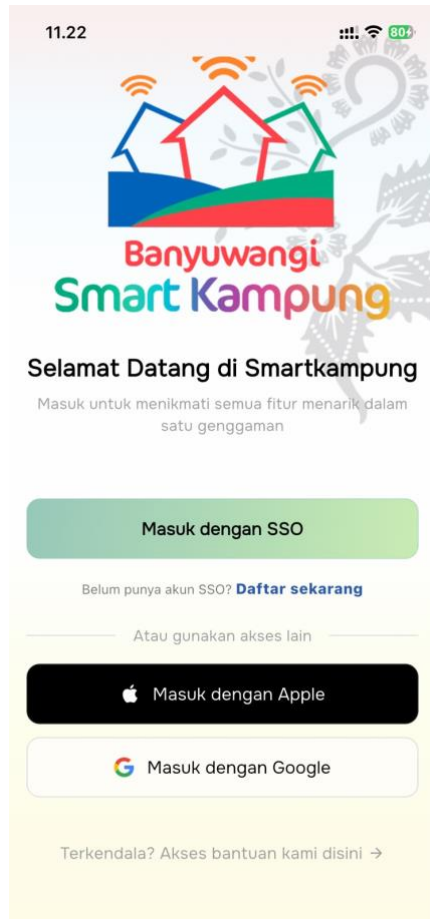 11.22
80
Banyuwangi
Smart Kampung
Selamat Datang di Smartkampung
Masuk untuk menikmati semua fitur menarik dalam
satu genggaman
Masuk dengan SSO
Belum punya akun SSO? Daftar sekarang
Atau gunakan akses lain
Masuk dengan Apple
Masuk dengan Google
Terkendala? Akses bantuan kami disini →